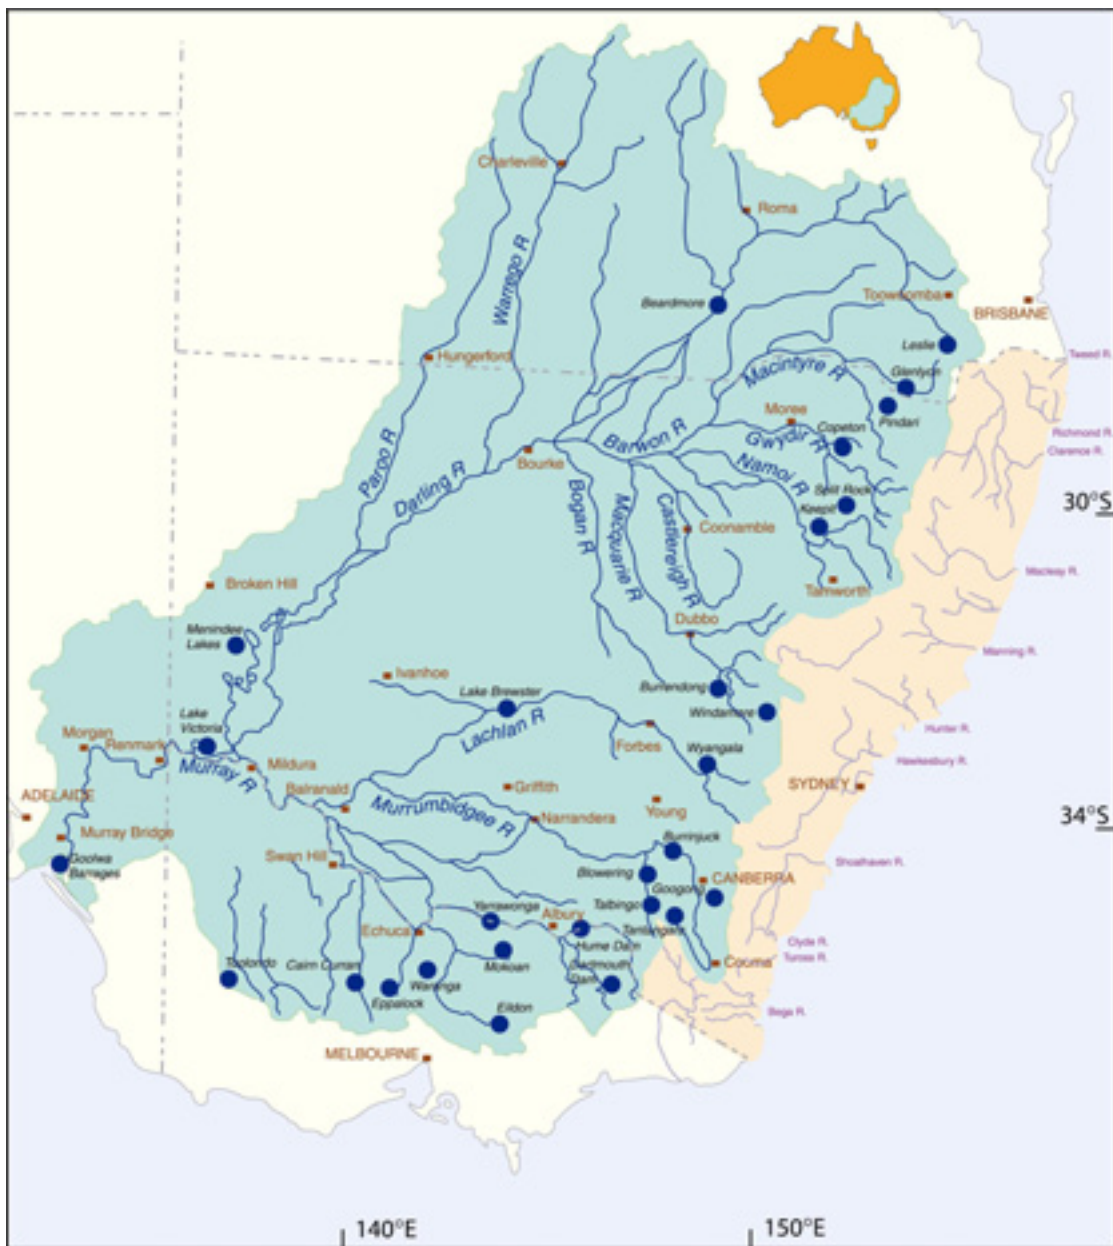 Charleville
Roma
Warrego R
Beardmore
Toowoomba
BRISBANE
Leslie
Hungerford
Tweed R.
Glenlyon
Macintyre R
Moree
Pindari
Copeton
Richmond R.
Paroo R
Barwon R
Gwydir R
Clarence R.
Bourke
Darling R
Namoi R
Bogan R
Macquarie R
Castlereigh R
Split Rock
Keepit
30°S
Coonamble
Broken Hill
Tamworth
Macleay R.
Menindee
Lakes
Dubbo
Manning R.
Ivanhoe
Lake Brewster
Burrendong
Windamere
Lake
Victoria
Lachlan R
Morgan
Renmark
Forbes
Hunter R.
Murray R
Mildura
Wyangala
Hawkesbury R.
ADELAIDE
Balranald
Griffith
SYDNEY
Murrumbidgee R
Young
Narrandera
34°S
Murray Bridge
Goolwa
Barrages
Swan Hill
Burrinjuck
Shoalhaven R.
Blowering
Googong
CANBERRA
Talbingo
Tantangara
Yarrawonga
Albury
Echuca
Hume Dam
Clyde R.
Tuross R.
Toolondo
Cairn Curran
Mokoan
Dartmouth
Dam
Cooma
Waranga
Eppalock
Eildon
Bega R.
MELBOURNE
140°E
150°E